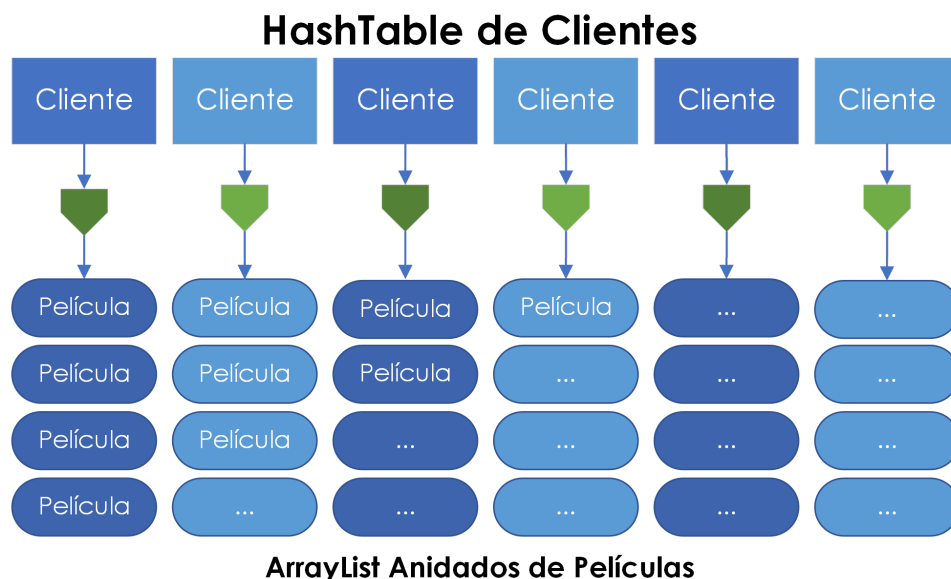 HashTable de Clientes
Cliente Cliente Cliente Cliente Cliente Cliente
Película Película Película Película ... ...
Película Película Película ... ... ...
Película Película ... ... ... ...
Película ... ... ... ... ...
ArrayList Anidados de Películas